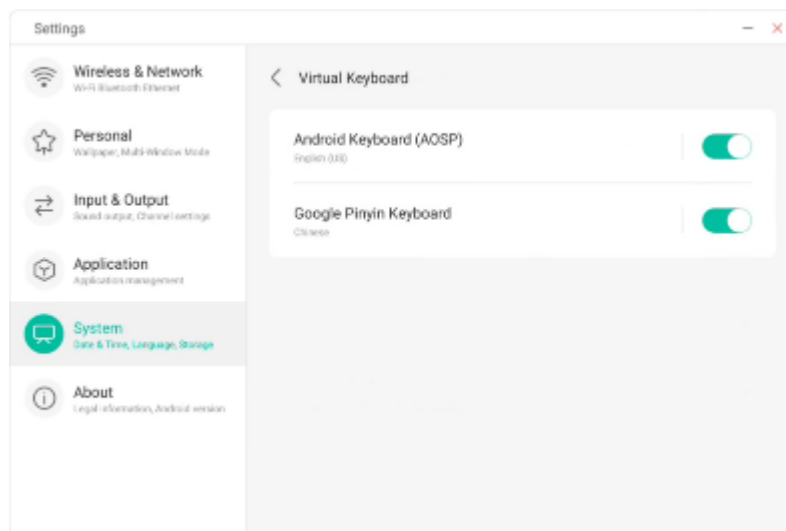 Settings
Wireless & Network
Wi-Fi Bluetooth Ethernet
Personal
Wallpaper, Multi-Window Mode
Input & Output
Sound output, Channel settings
Application
Application management
System
Date & Time, Language, Storage
About
Legal information, Android version
Virtual Keyboard
Android Keyboard (AOSP)
English (US)
Google Pinyin Keyboard
Chinese